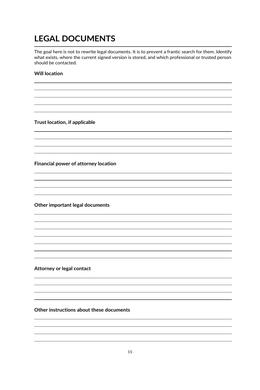 LEGAL DOCUMENTS
The goal here is not to rewrite legal documents. It is to prevent a frantic search for them. Identify
what exists, where the current signed version is stored, and which professional or trusted person
should be contacted.
Will location
Trust location, if applicable
Financial power of attorney location
Other important legal documents
Attorney or legal contact
Other instructions about these documents